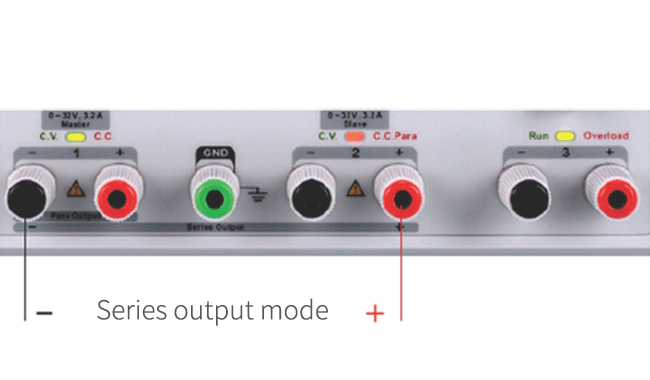 0~32V, 3.2A 0~32V, 3.2A
Master Slave
C.V. C.C. C.V. C.C.Para Run Overload
− 1 + GND − 2 + − 3 +
Para Output
− Series Output +
− Series output mode +